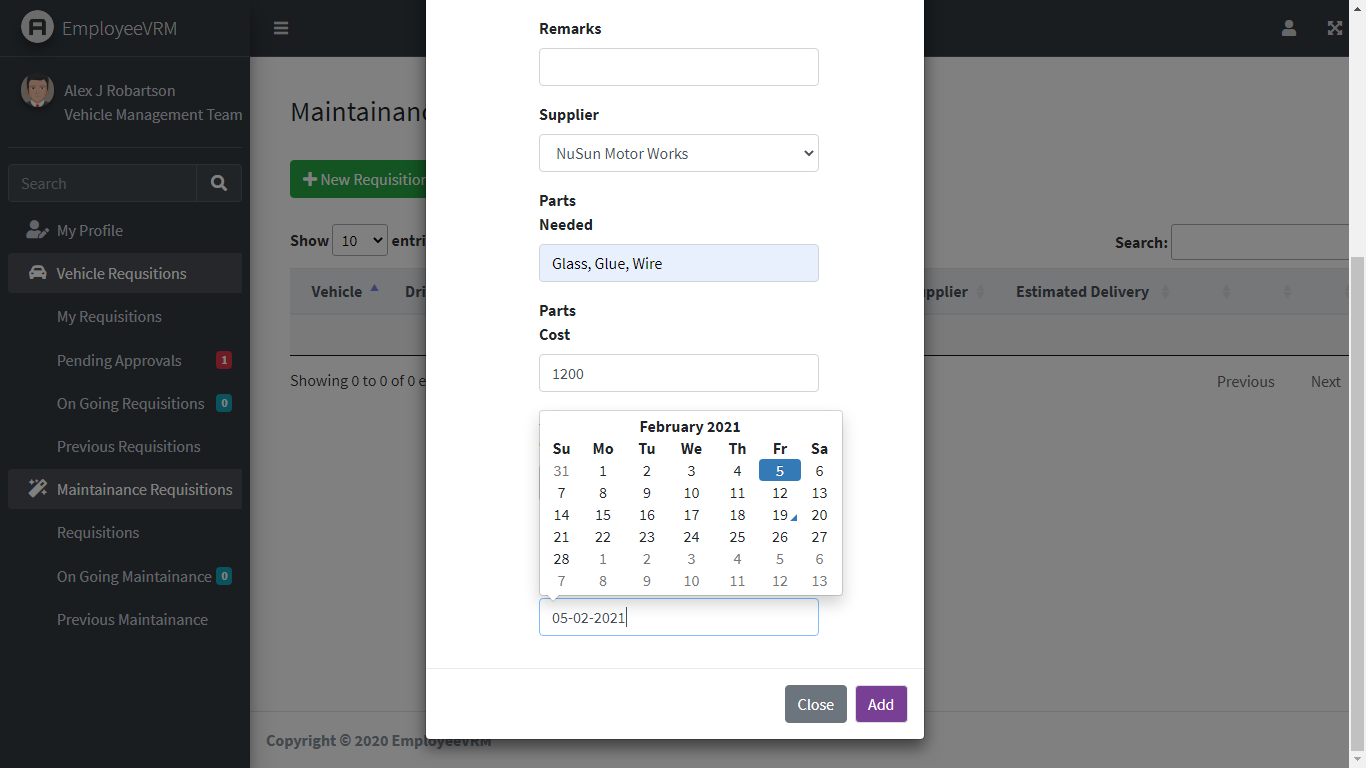 EmployeeVRM
Alex J Robartson
Vehicle Management Team
Search
My Profile
Vehicle Requsitions
My Requisitions
Pending Approvals 1
On Going Requisitions 0
Previous Requisitions
Maintainance Requisitions
Requisitions
On Going Maintainance 0
Previous Maintainance
Maintainanc
New Requisition
Show 10 entri
Search:
Vehicle Dri pplier Estimated Delivery
Showing 0 to 0 of 0 e
Previous Next
Copyright © 2020 EmployeeVRM
Remarks
Supplier
NuSun Motor Works
Parts
Needed
Glass, Glue, Wire
Parts
Cost
1200
February 2021
Su Mo Tu We Th Fr Sa
31 1 2 3 4 5 6
7 8 9 10 11 12 13
14 15 16 17 18 19 20
21 22 23 24 25 26 27
28 1 2 3 4 5 6
7 8 9 10 11 12 13
05-02-2021
Close Add